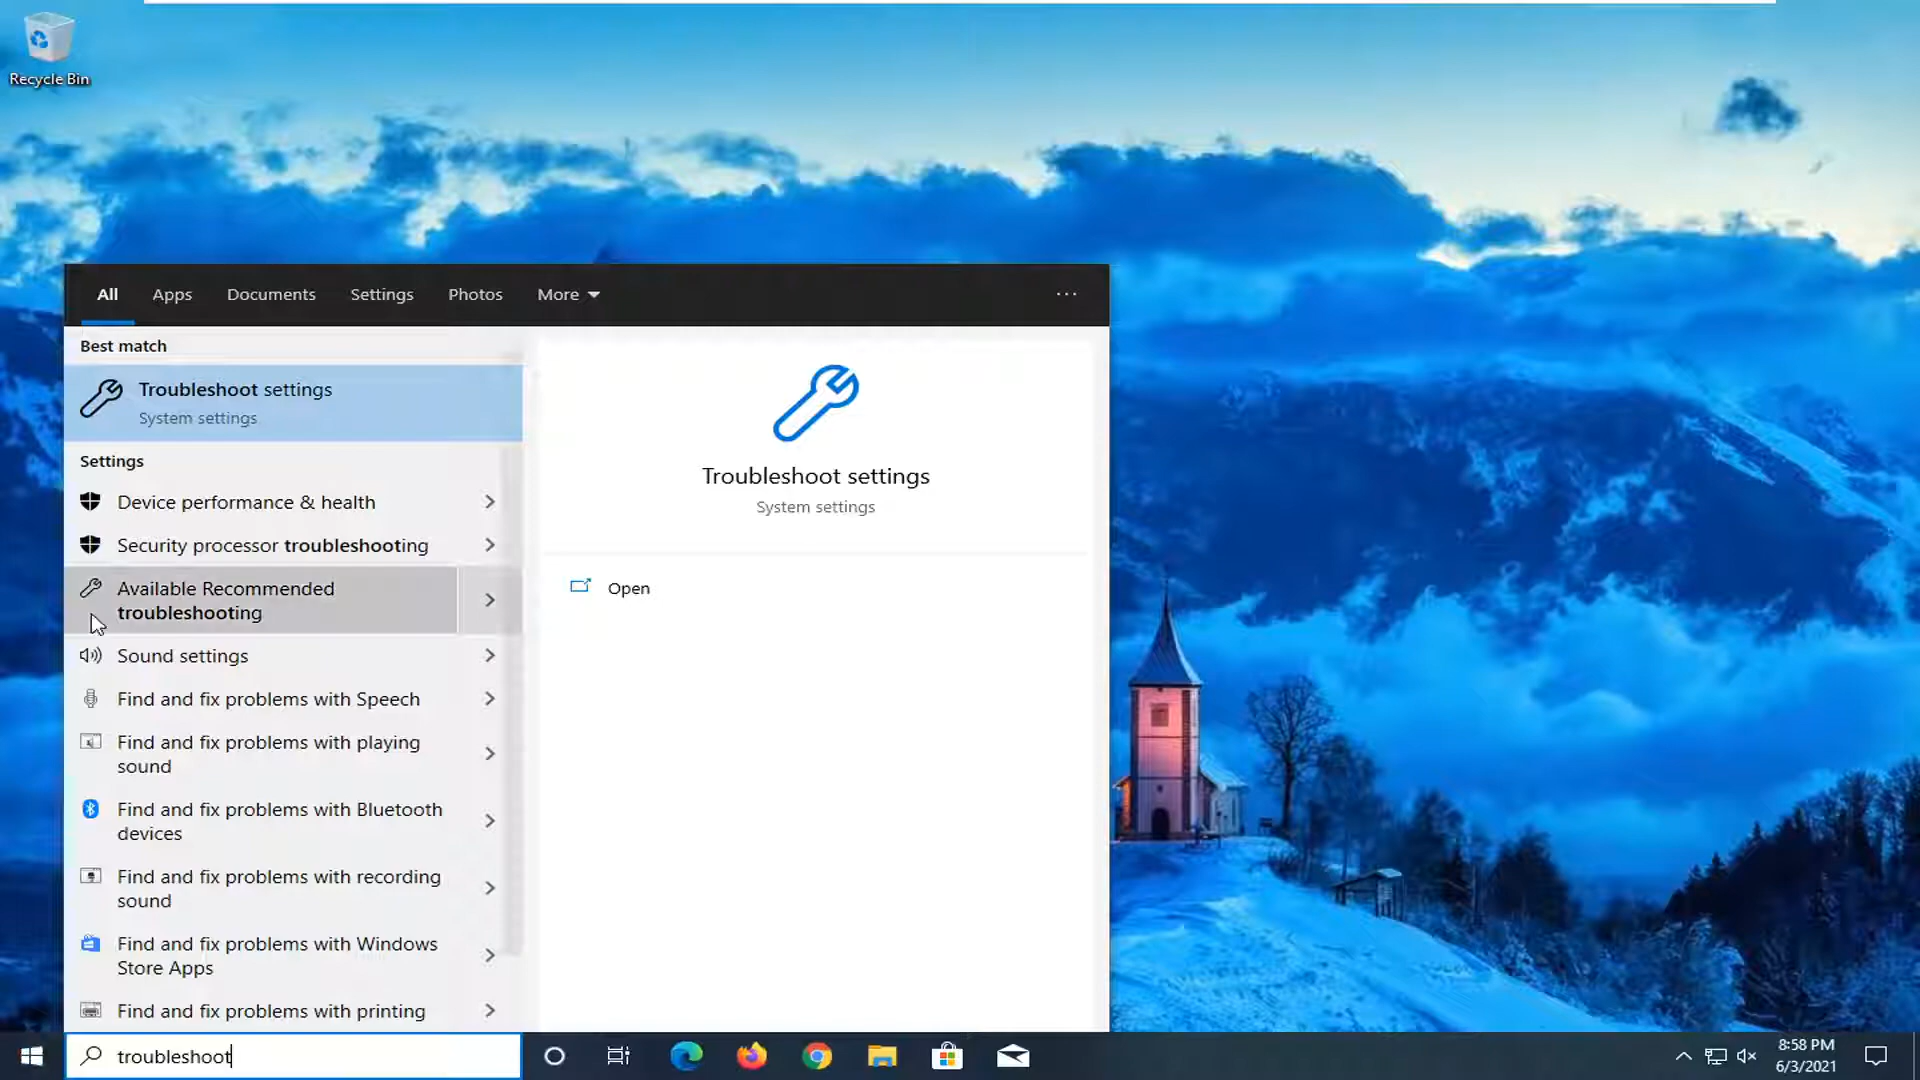 Recycle Bin
All Apps Documents Settings Photos More ...
Best match
Troubleshoot settings
System settings
Settings
Device performance & health
Security processor troubleshooting
Available Recommended
troubleshooting
Sound settings
Find and fix problems with Speech
Find and fix problems with playing
sound
Find and fix problems with Bluetooth
devices
Find and fix problems with recording
sound
Find and fix problems with Windows
Store Apps
Find and fix problems with printing
Troubleshoot settings
System settings
Open
troubleshoot
8:58 PM
6/3/2021